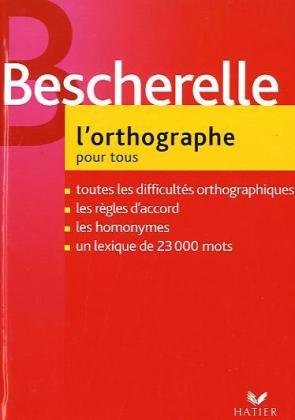 Bescherelle
l'orthographe
pour tous
toutes les difficultés orthographiques
les règles d'accord
les homonymes
un lexique de 23 000 mots
HATIER